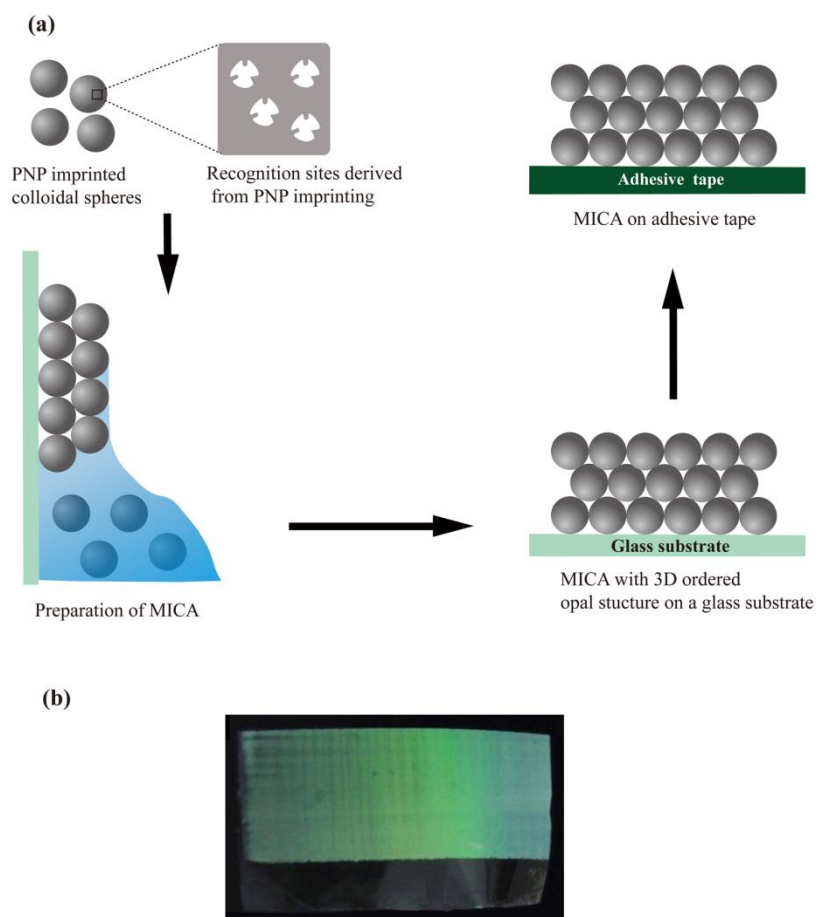 (a)
PNP imprinted
colloidal spheres
Recognition sites derived
from PNP imprinting
Adhesive tape
MICA on adhesive tape
Preparation of MICA
Glass substrate
MICA with 3D ordered
opal stucture on a glass substrate
(b)